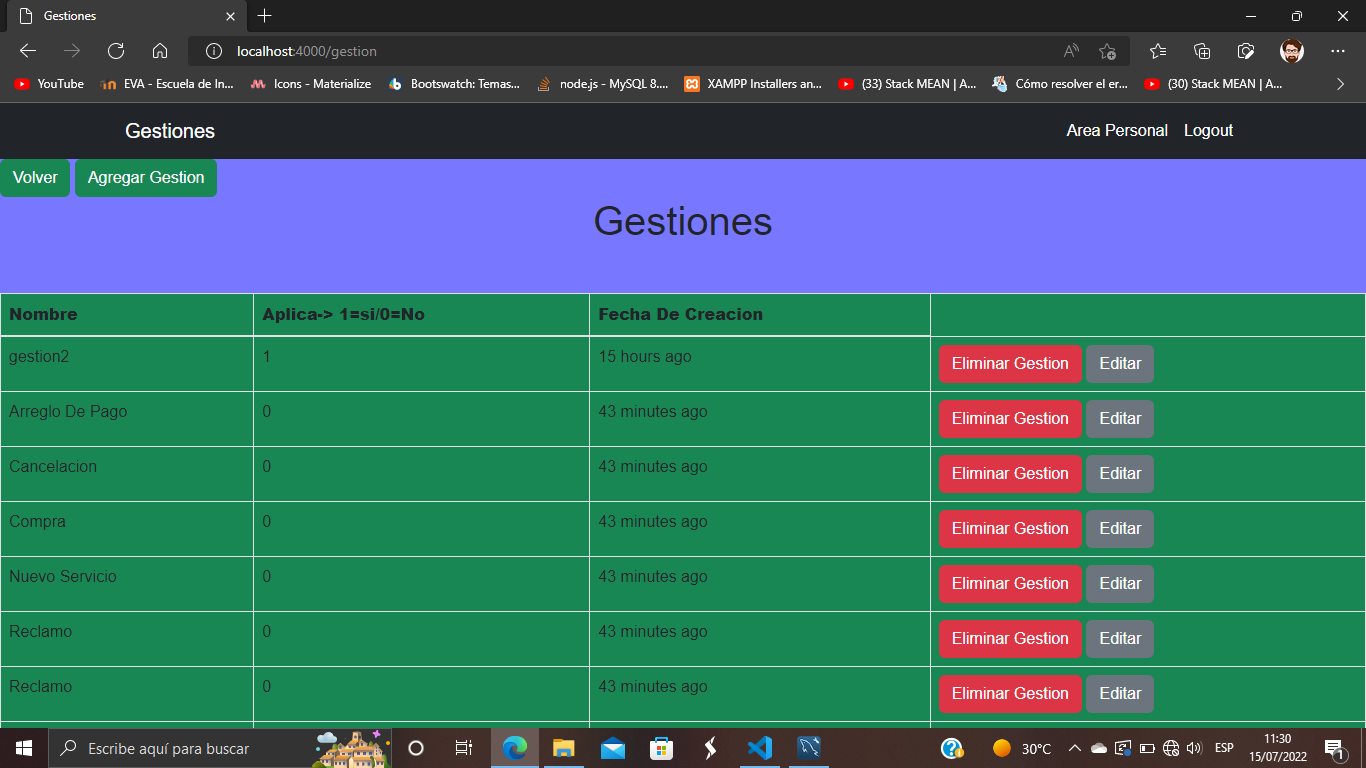 Gestiones
localhost:4000/gestion
YouTube
EVA - Escuela de In...
Icons - Materialize
Bootswatch: Temas...
node.js - MySQL 8....
XAMPP Installers an...
(33) Stack MEAN | A...
Cómo resolver el er...
(30) Stack MEAN | A...
Gestiones
Area Personal
Logout
Volver
Agregar Gestion
Gestiones
Nombre
Aplica-> 1=si/0=No
Fecha De Creacion
gestion2
1
15 hours ago
Eliminar Gestion
Editar
Arreglo De Pago
0
43 minutes ago
Eliminar Gestion
Editar
Cancelacion
0
43 minutes ago
Eliminar Gestion
Editar
Compra
0
43 minutes ago
Eliminar Gestion
Editar
Nuevo Servicio
0
43 minutes ago
Eliminar Gestion
Editar
Reclamo
0
43 minutes ago
Eliminar Gestion
Editar
Reclamo
0
43 minutes ago
Eliminar Gestion
Editar
Escribe aquí para buscar
30°C
ESP
11:30
15/07/2022
1